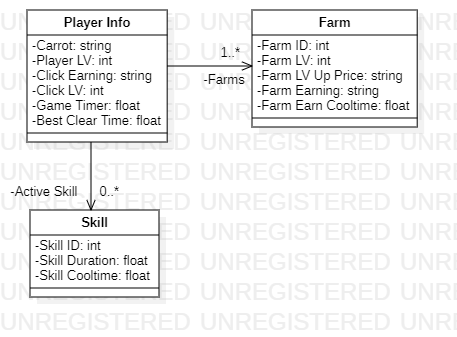 Player Info
-Carrot: string
-Player LV: int
-Click Earning: string
-Click LV: int
-Game Timer: float
-Best Clear Time: float
1..*
-Farms
Farm
-Farm ID: int
-Farm LV: int
-Farm LV Up Price: string
-Farm Earning: string
-Farm Earn Cooltime: float
-Active Skill 0..*
Skill
-Skill ID: int
-Skill Duration: float
-Skill Cooltime: float
UNREGISTERED